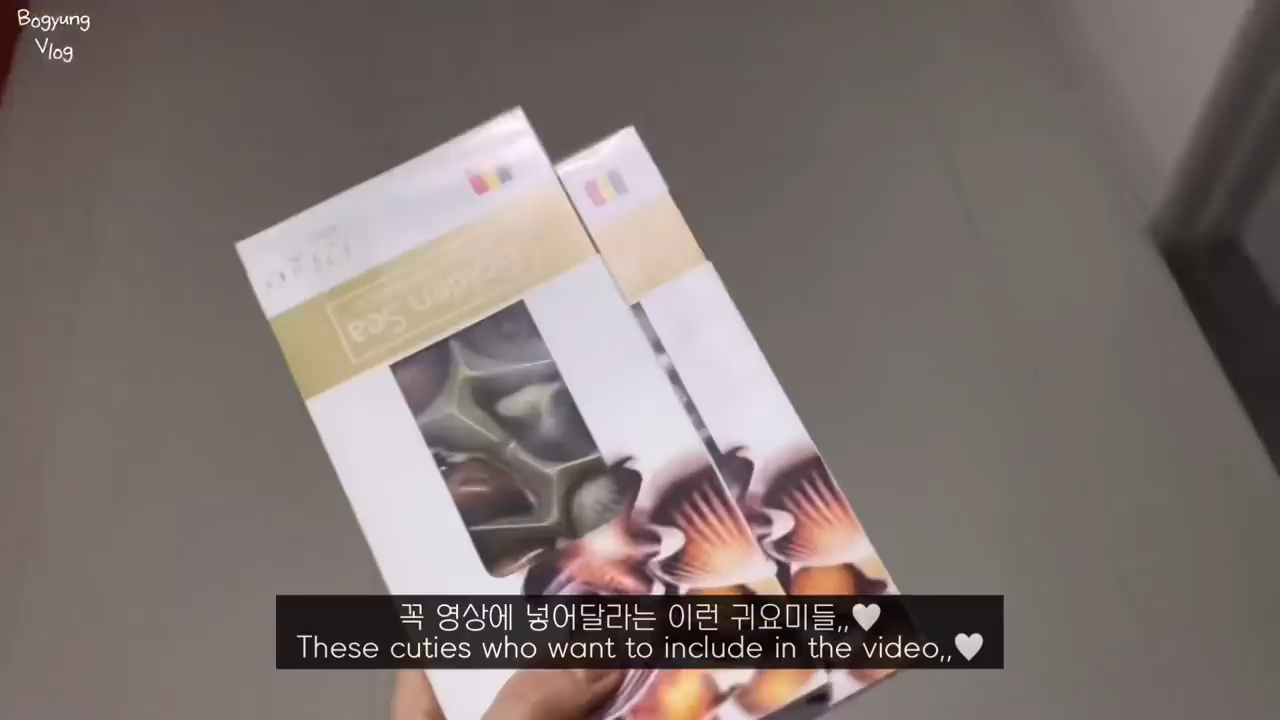 Bogyung
Vlog
Golden Sea
꼭 영상에 넣어달라는 이런 귀요미들,,🤍
These cuties who want to include in the video,,🤍